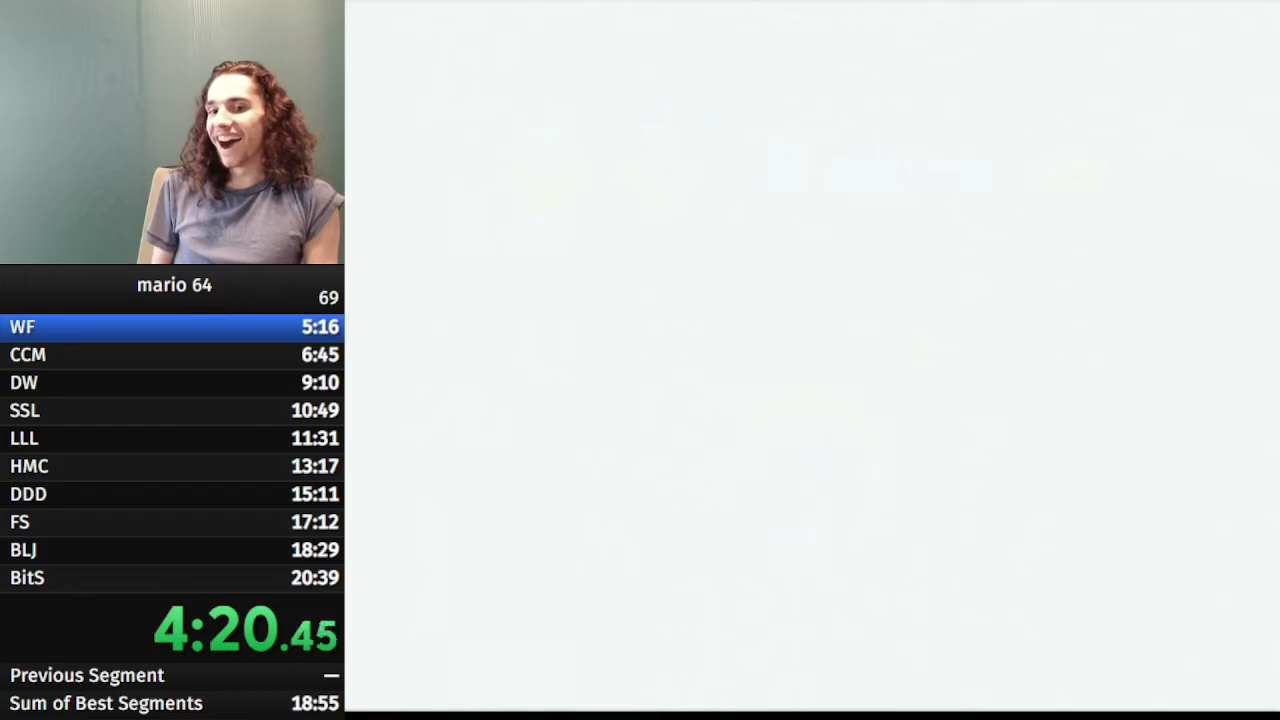 mario 64
69
WF 5:16
CCM 6:45
DW 9:10
SSL 10:49
LLL 11:31
HMC 13:17
DDD 15:11
FS 17:12
BLJ 18:29
BitS 20:39
4:20.45
Previous Segment —
Sum of Best Segments 18:55